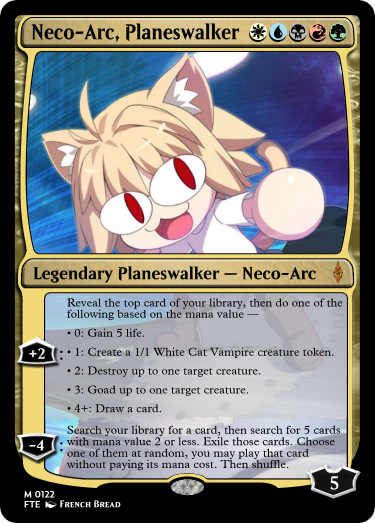 Neco-Arc, Planeswalker
Legendary Planeswalker — Neco-Arc
Reveal the top card of your library, then do one of the
following based on the mana value —
• 0: Gain 5 life.
+2
• 1: Create a 1/1 White Cat Vampire creature token.
• 2: Destroy up to one target creature.
• 3: Goad up to one target creature.
• 4+: Draw a card.
Search your library for a card, then search for 5 cards
-4
with mana value 2 or less. Exile those cards. Choose
one of them at random, you may play that card
without paying its mana cost. Then shuffle.
5
M 0122
FTE French Bread